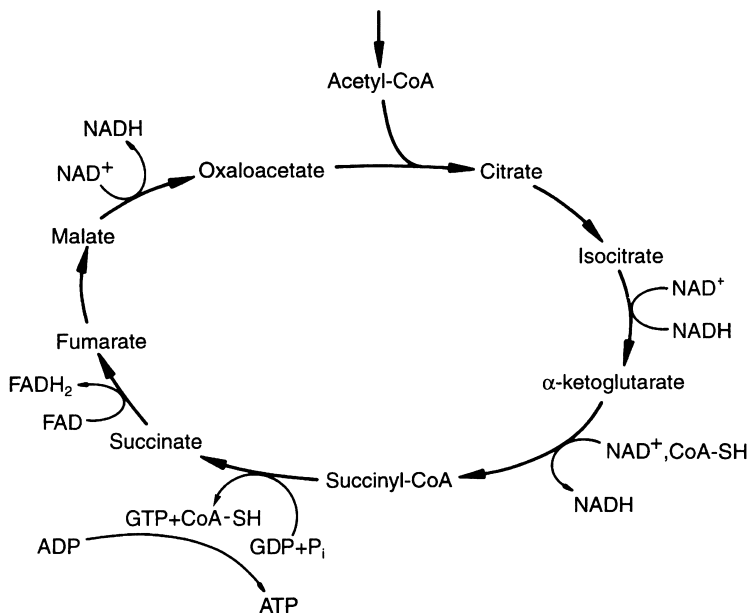 Acetyl-CoA
NADH
NAD+
Oxaloacetate
Citrate
Malate
Isocitrate
NAD+
NADH
Fumarate
α-ketoglutarate
FADH₂
FAD
Succinate
NAD+,CoA-SH
Succinyl-CoA
NADH
GTP+CoA-SH
ADP
GDP+Pᵢ
ATP